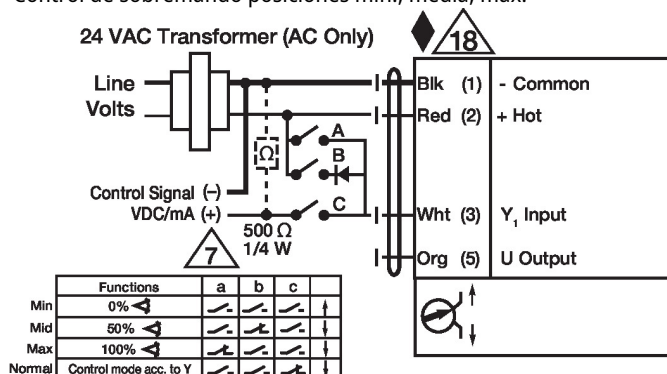 Control de sobremando posiciones mín., media, máx.
24 VAC Transformer (AC Only)
18
Line
Volts
Blk (1) - Common
Red (2) + Hot
A
B
C
Ω
Control Signal (–)
VDC/mA (+)
500 Ω
1/4 W
7
Wht (3) Y1 Input
Org (5) U Output
Functions a b c
Min 0%
Mid 50%
Max 100%
Normal Control mode acc. to Y